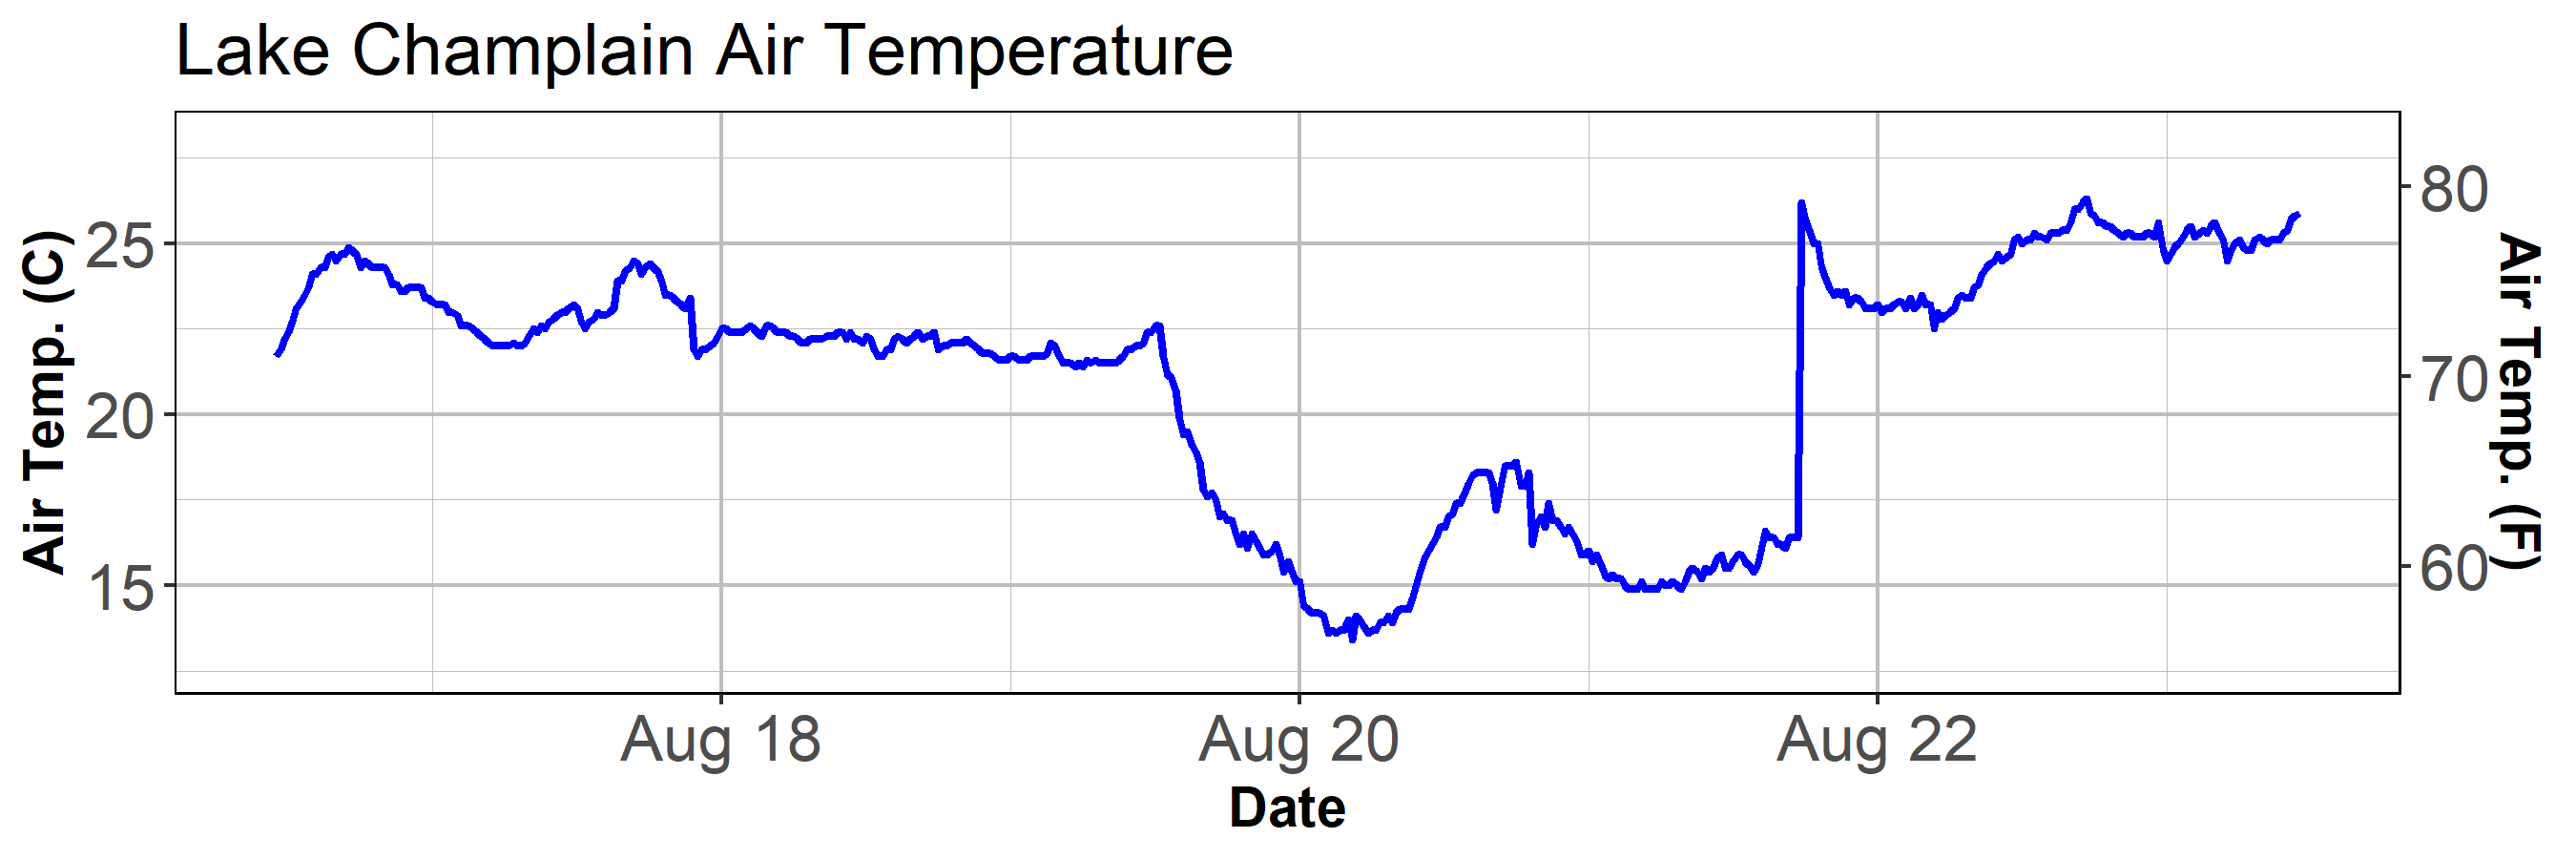 Lake Champlain Air Temperature
Air Temp. (C)
25
20
15
80
70
60
Air Temp. (F)
Aug 18
Aug 20
Aug 22
Date